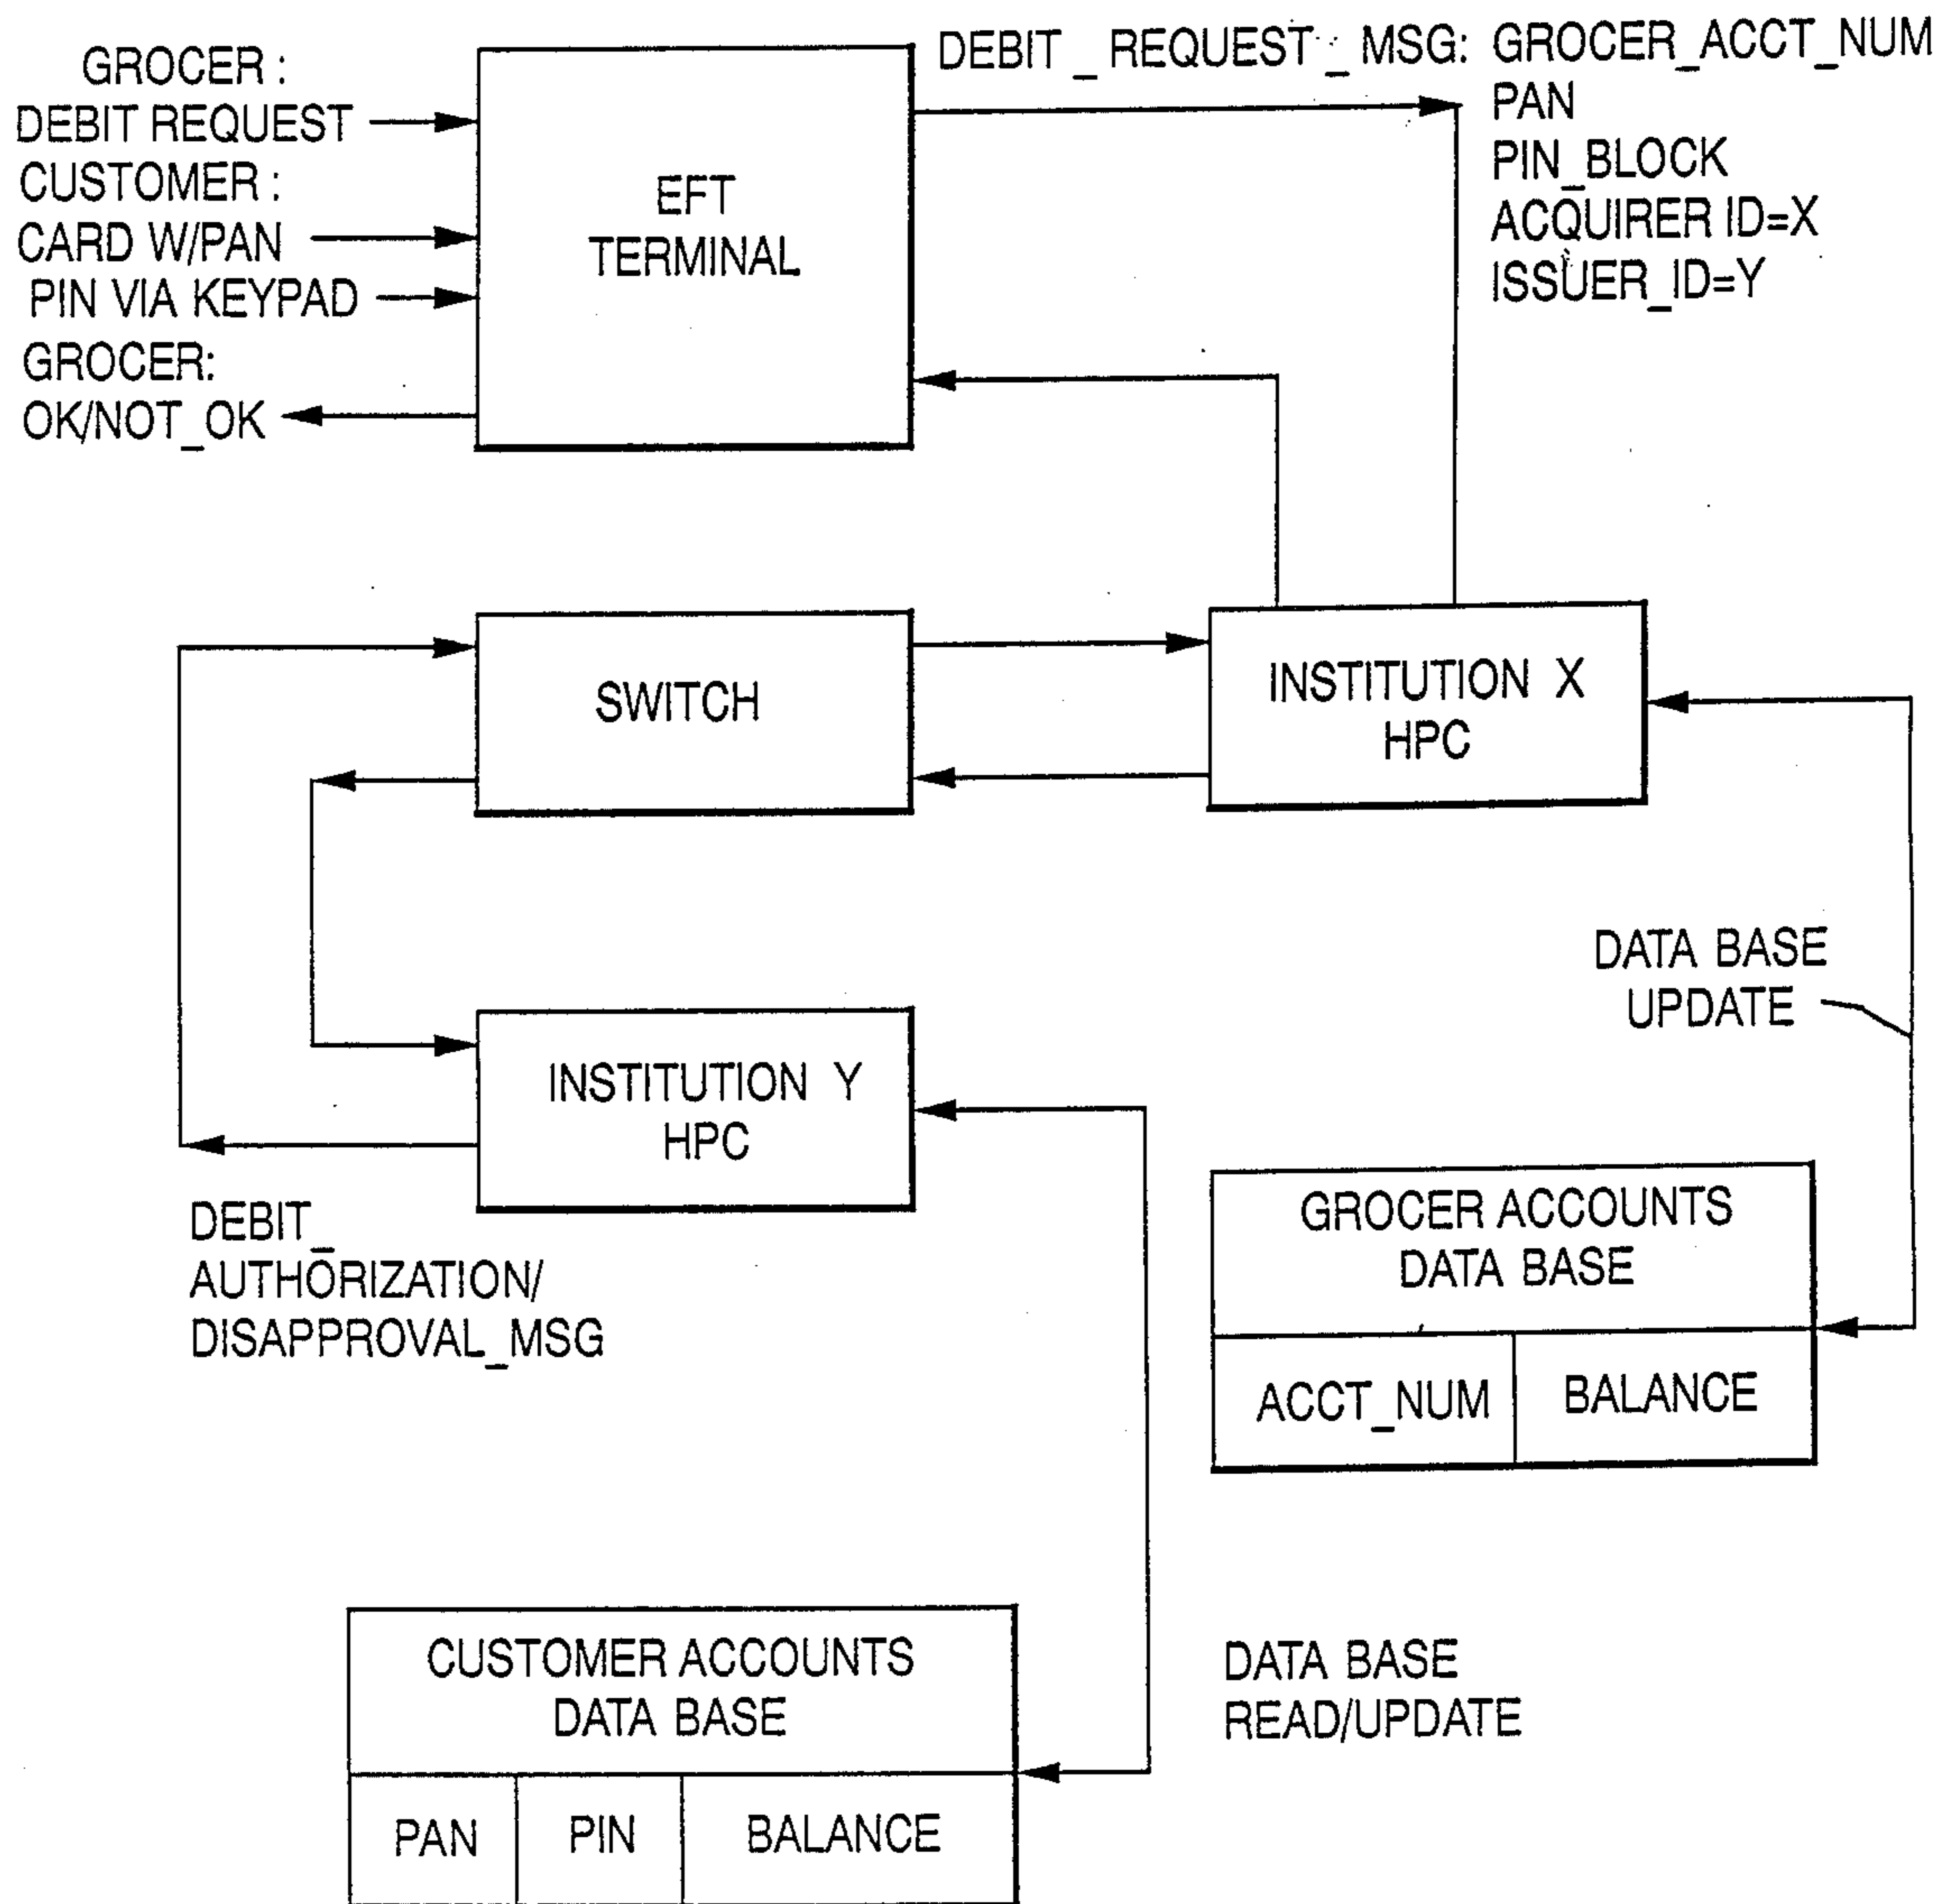 GROCER :
DEBIT REQUEST
CUSTOMER :
CARD W/PAN
PIN VIA KEYPAD
GROCER:
OK/NOT_OK
EFT
TERMINAL
DEBIT _ REQUEST _ MSG: GROCER_ACCT_NUM
PAN
PIN_BLOCK
ACQUIRER ID=X
ISSUER_ID=Y
SWITCH
INSTITUTION X
HPC
DATA BASE
UPDATE
INSTITUTION Y
HPC
DEBIT_
AUTHORIZATION/
DISAPPROVAL_MSG
GROCER ACCOUNTS
DATA BASE
ACCT_NUM
BALANCE
CUSTOMER ACCOUNTS
DATA BASE
PAN
PIN
BALANCE
DATA BASE
READ/UPDATE